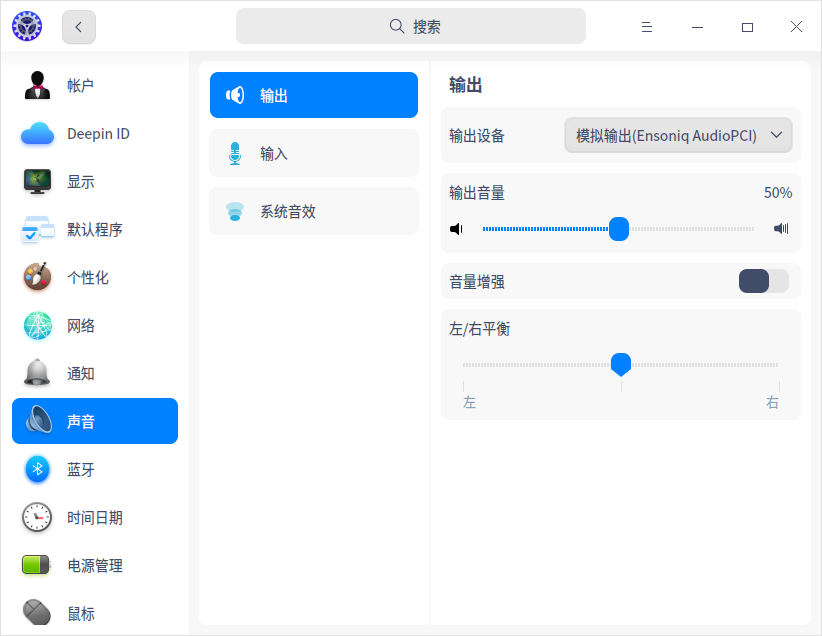 搜索
帐户
Deepin ID
显示
默认程序
个性化
网络
通知
声音
蓝牙
时间日期
电源管理
鼠标
输出
输入
系统音效
输出
输出设备
模拟输出(Ensoniq AudioPCI)
输出音量
50%
音量增强
左/右平衡
左
右